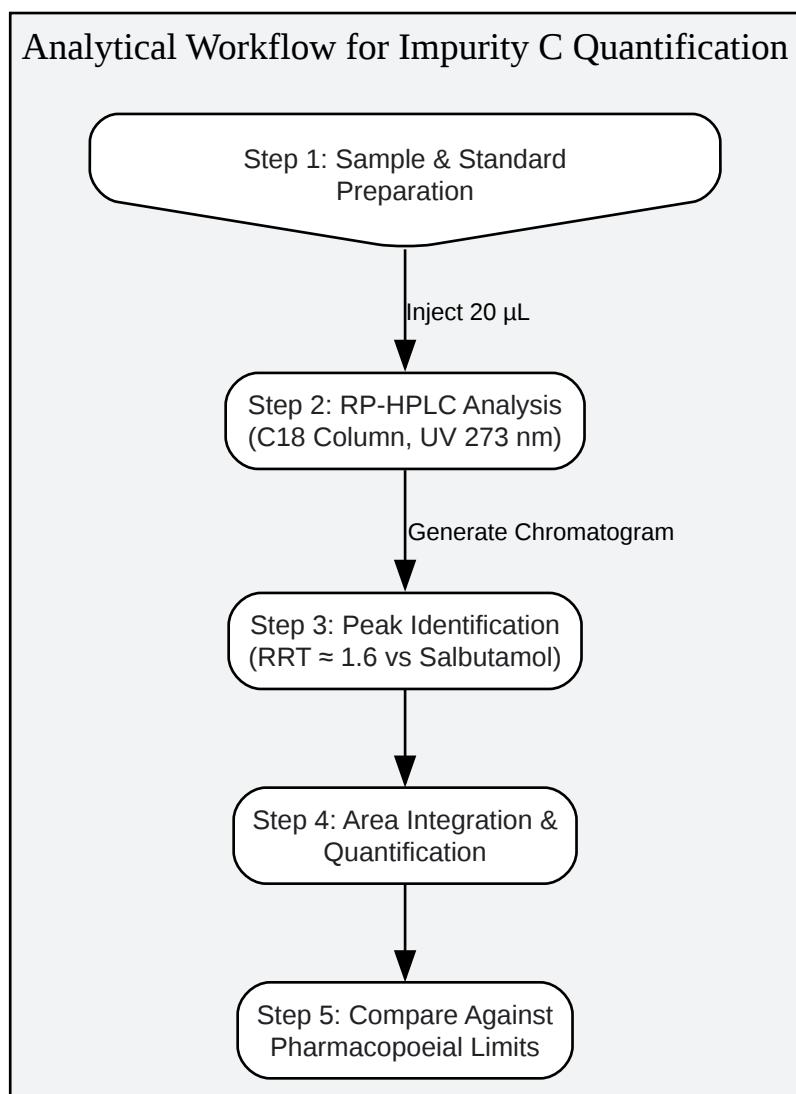 Analytical Workflow for Impurity C Quantification
Step 1: Sample & Standard
Preparation
Inject 20 µL
Step 2: RP-HPLC Analysis
(C18 Column, UV 273 nm)
Generate Chromatogram
Step 3: Peak Identification
(RRT ≈ 1.6 vs Salbutamol)
Step 4: Area Integration &
Quantification
Step 5: Compare Against
Pharmacopoeial Limits